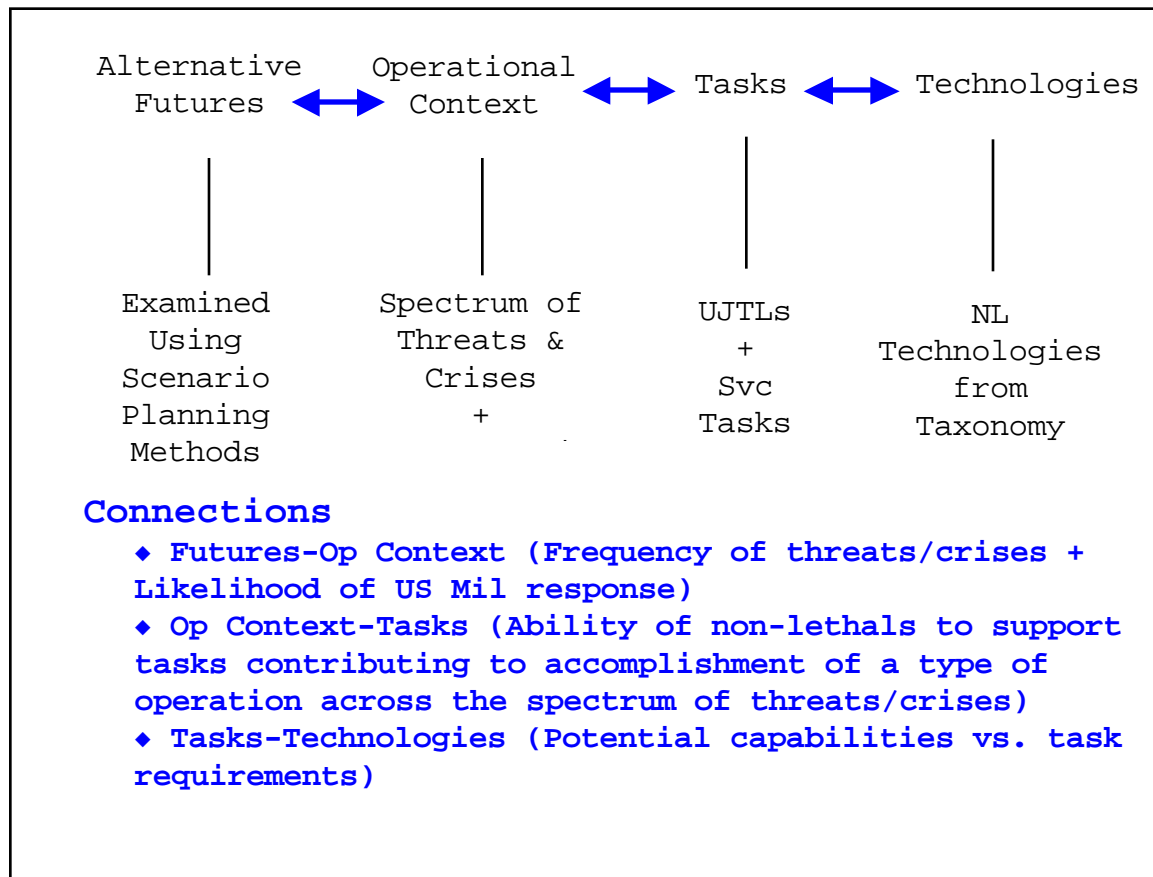 Alternative
Futures
Operational
Context
Tasks
Technologies
Examined
Using
Scenario
Planning
Methods
Spectrum of
Threats &
Crises
+
UJTLs
+
Svc
Tasks
NL
Technologies
from
Taxonomy
Connections
◆ Futures-Op Context (Frequency of threats/crises +
Likelihood of US Mil response)
◆ Op Context-Tasks (Ability of non-lethals to support
tasks contributing to accomplishment of a type of
operation across the spectrum of threats/crises)
◆ Tasks-Technologies (Potential capabilities vs. task
requirements)